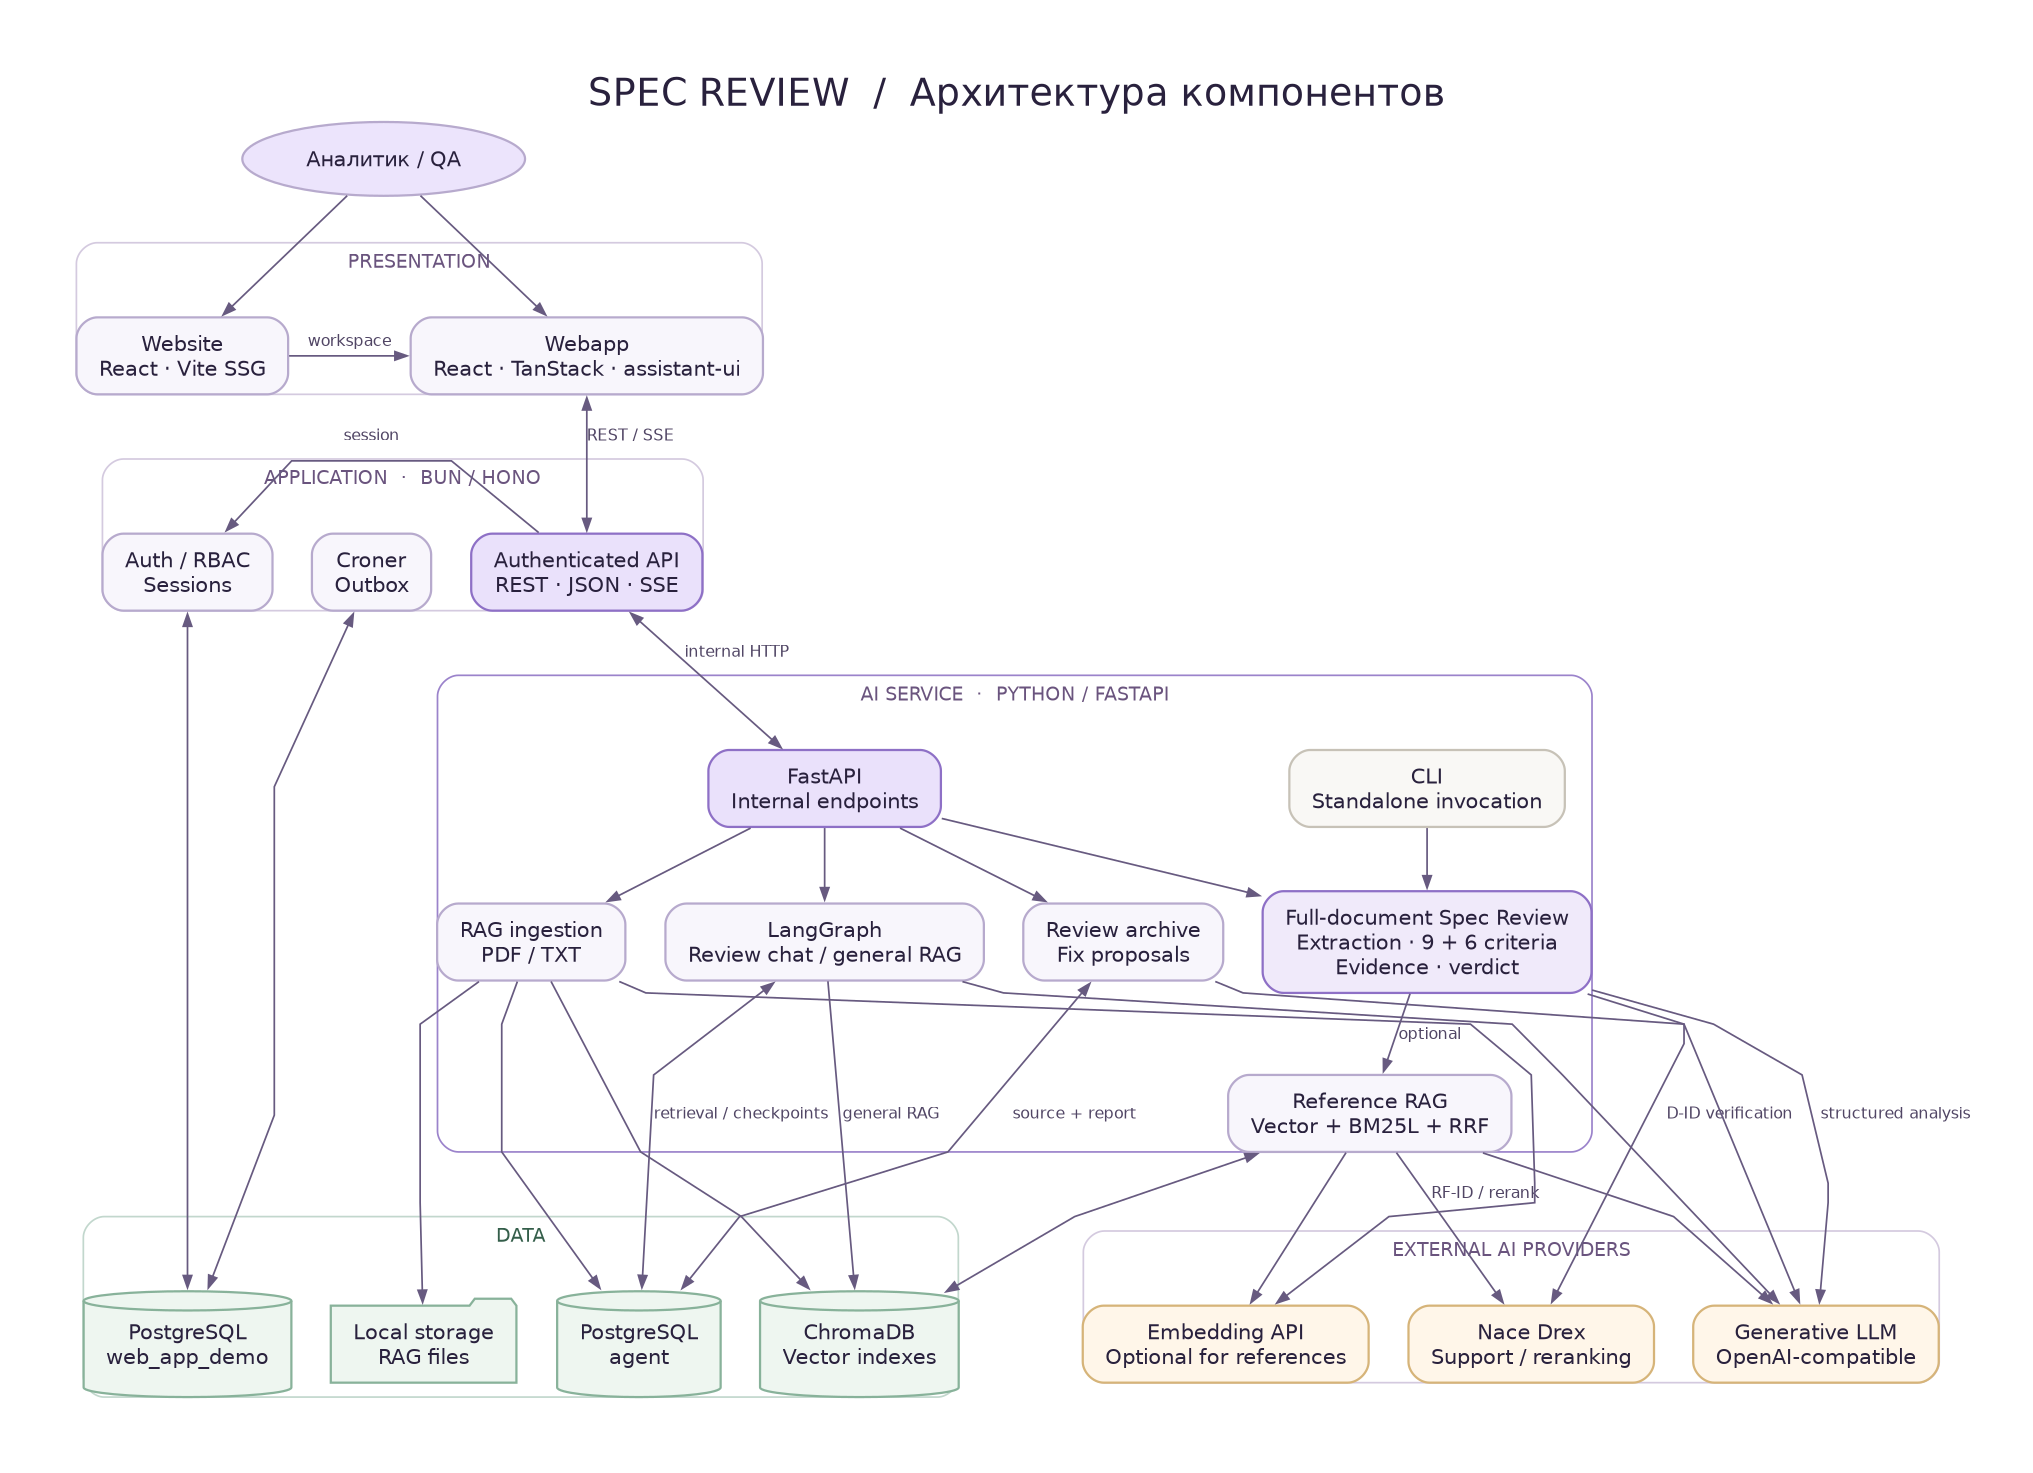 SPEC REVIEW / Архитектура компонентов
Аналитик / QA
PRESENTATION
Website
React · Vite SSG
workspace
Webapp
React · TanStack · assistant-ui
session
REST / SSE
APPLICATION · BUN / HONO
Auth / RBAC
Sessions
Croner
Outbox
Authenticated API
REST · JSON · SSE
internal HTTP
AI SERVICE · PYTHON / FASTAPI
FastAPI
Internal endpoints
CLI
Standalone invocation
RAG ingestion
PDF / TXT
LangGraph
Review chat / general RAG
Review archive
Fix proposals
Full-document Spec Review
Extraction · 9 + 6 criteria
Evidence · verdict
optional
Reference RAG
Vector + BM25L + RRF
retrieval / checkpoints
general RAG
source + report
D-ID verification
structured analysis
RF-ID / rerank
DATA
PostgreSQL
web_app_demo
Local storage
RAG files
PostgreSQL
agent
ChromaDB
Vector indexes
EXTERNAL AI PROVIDERS
Embedding API
Optional for references
Nace Drex
Support / reranking
Generative LLM
OpenAI-compatible